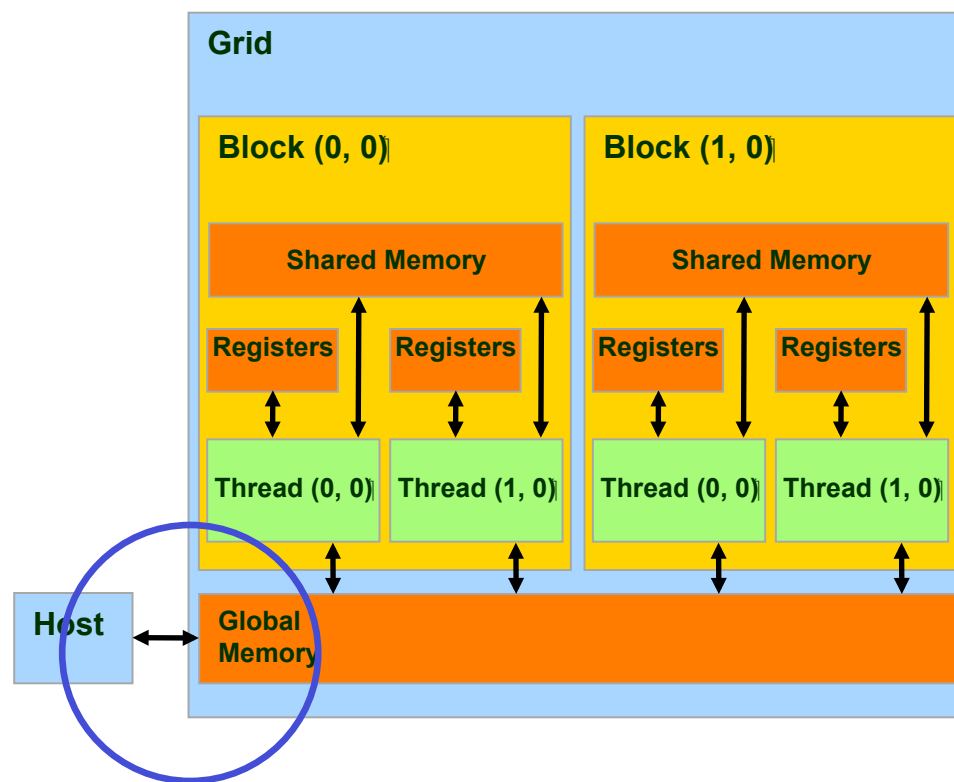 Grid
Block (0, 0)
Block (1, 0)
Shared Memory
Shared Memory
Registers
Registers
Registers
Registers
Thread (0, 0)
Thread (1, 0)
Thread (0, 0)
Thread (1, 0)
Host
Global
Memory